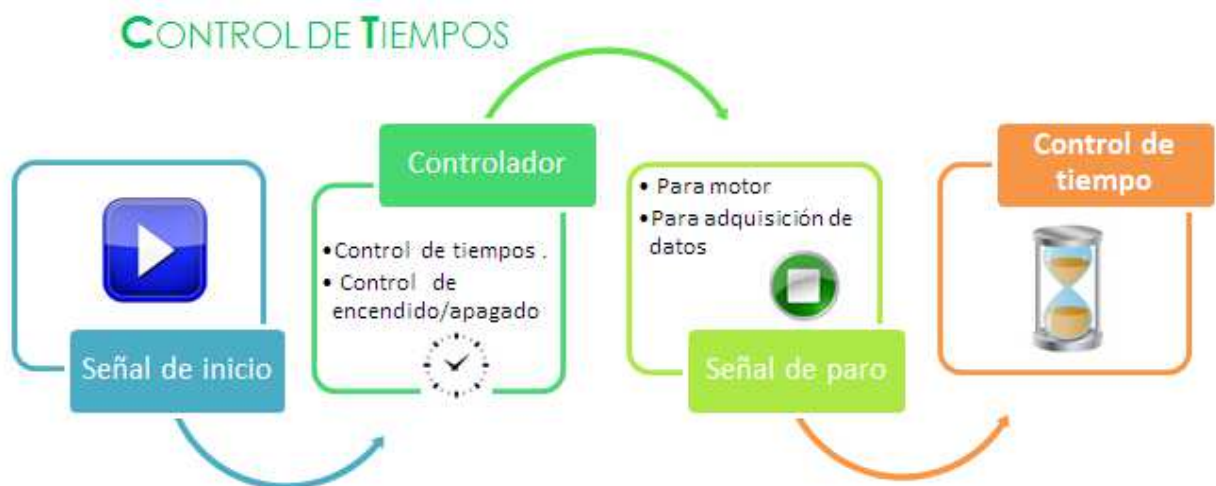 CONTROL DE TIEMPOS
Señal de inicio
Controlador
•Control de tiempos .
• Control de
encendido/apagado
• Para motor
•Para adquisición de
datos
Señal de paro
Control de
tiempo